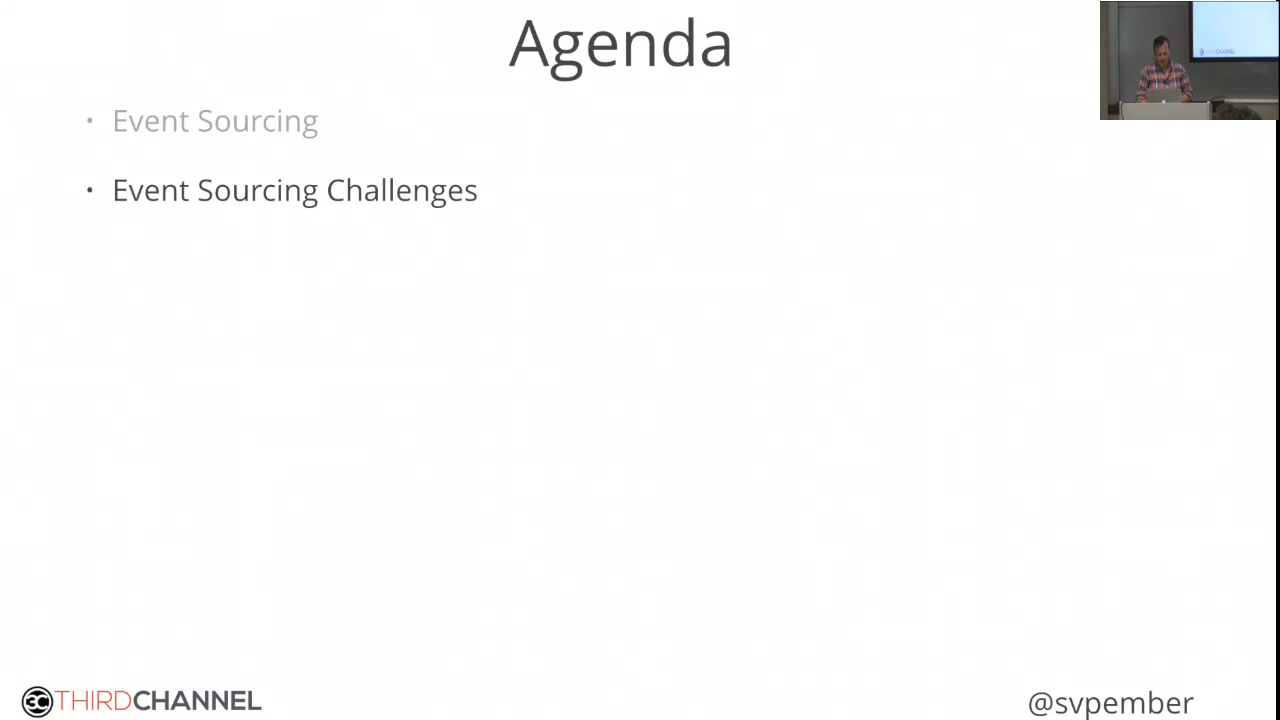 Agenda
• Event Sourcing
• Event Sourcing Challenges
THIRDCHANNEL
@svpember